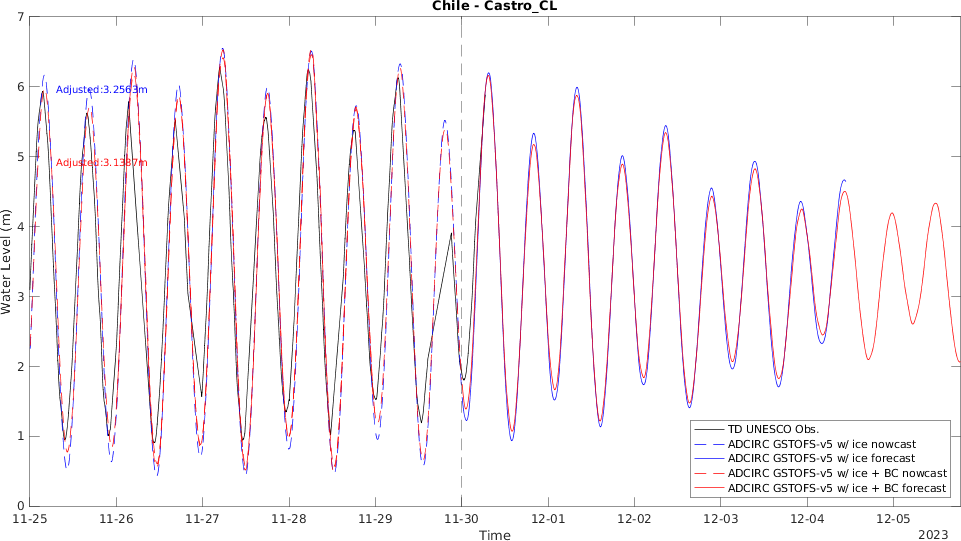 Chile - Castro_CL
7
6
5
4
3
2
1
0
Water Level (m)
Adjusted:3.2563m
Adjusted:3.1337m
TD UNESCO Obs.
ADCIRC GSTOFS-v5 w/ ice nowcast
ADCIRC GSTOFS-v5 w/ ice forecast
ADCIRC GSTOFS-v5 w/ ice + BC nowcast
ADCIRC GSTOFS-v5 w/ ice + BC forecast
11-25 11-26 11-27 11-28 11-29 11-30 12-01 12-02 12-03 12-04 12-05
Time
2023